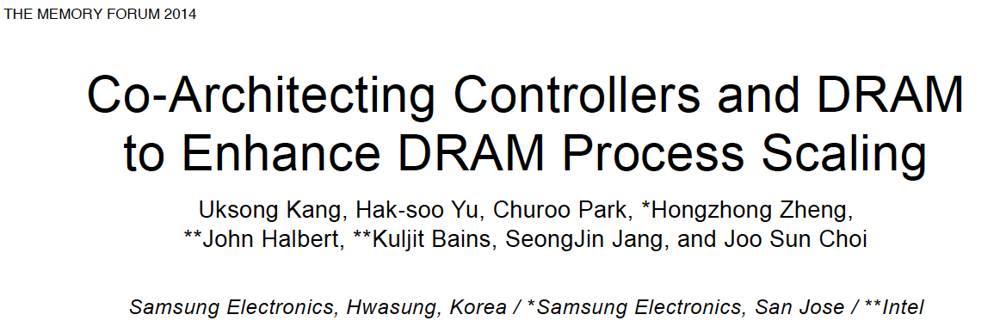 THE MEMORY FORUM 2014
Co-Architecting Controllers and DRAM
to Enhance DRAM Process Scaling
Uksong Kang, Hak-soo Yu, Churoo Park, *Hongzhong Zheng,
**John Halbert, **Kuljit Bains, SeongJin Jang, and Joo Sun Choi
Samsung Electronics, Hwasung, Korea / *Samsung Electronics, San Jose / **Intel